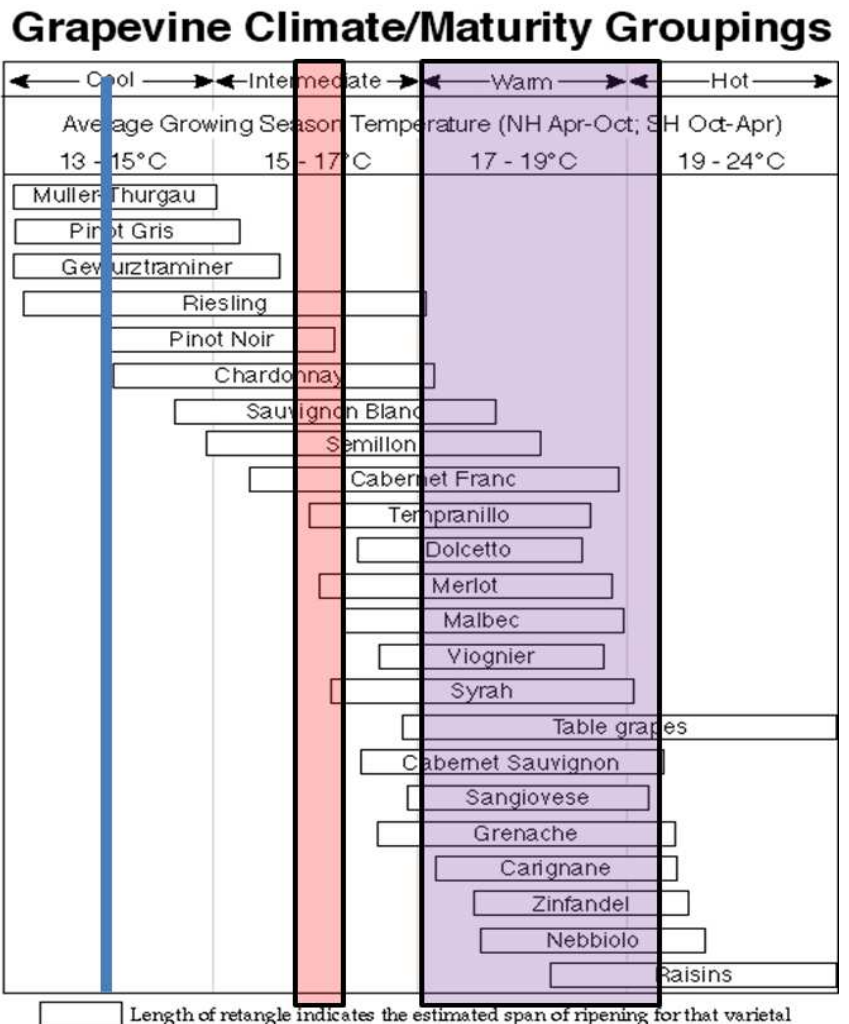 Grapevine Climate/Maturity Groupings
Cool Intermediate Warm Hot
Average Growing Season Temperature (NH Apr-Oct; SH Oct-Apr)
13 - 15°C 15 - 17°C 17 - 19°C 19 - 24°C
Muller-Thurgau
Pinot Gris
Gewurztraminer
Riesling
Pinot Noir
Chardonnay
Sauvignon Blanc
Semillon
Cabernet Franc
Tempranillo
Dolcetto
Merlot
Malbec
Viognier
Syrah
Table grapes
Cabernet Sauvignon
Sangiovese
Grenache
Carignane
Zinfandel
Nebbiolo
Raisins
Length of retangle indicates the estimated span of ripening for that varietal